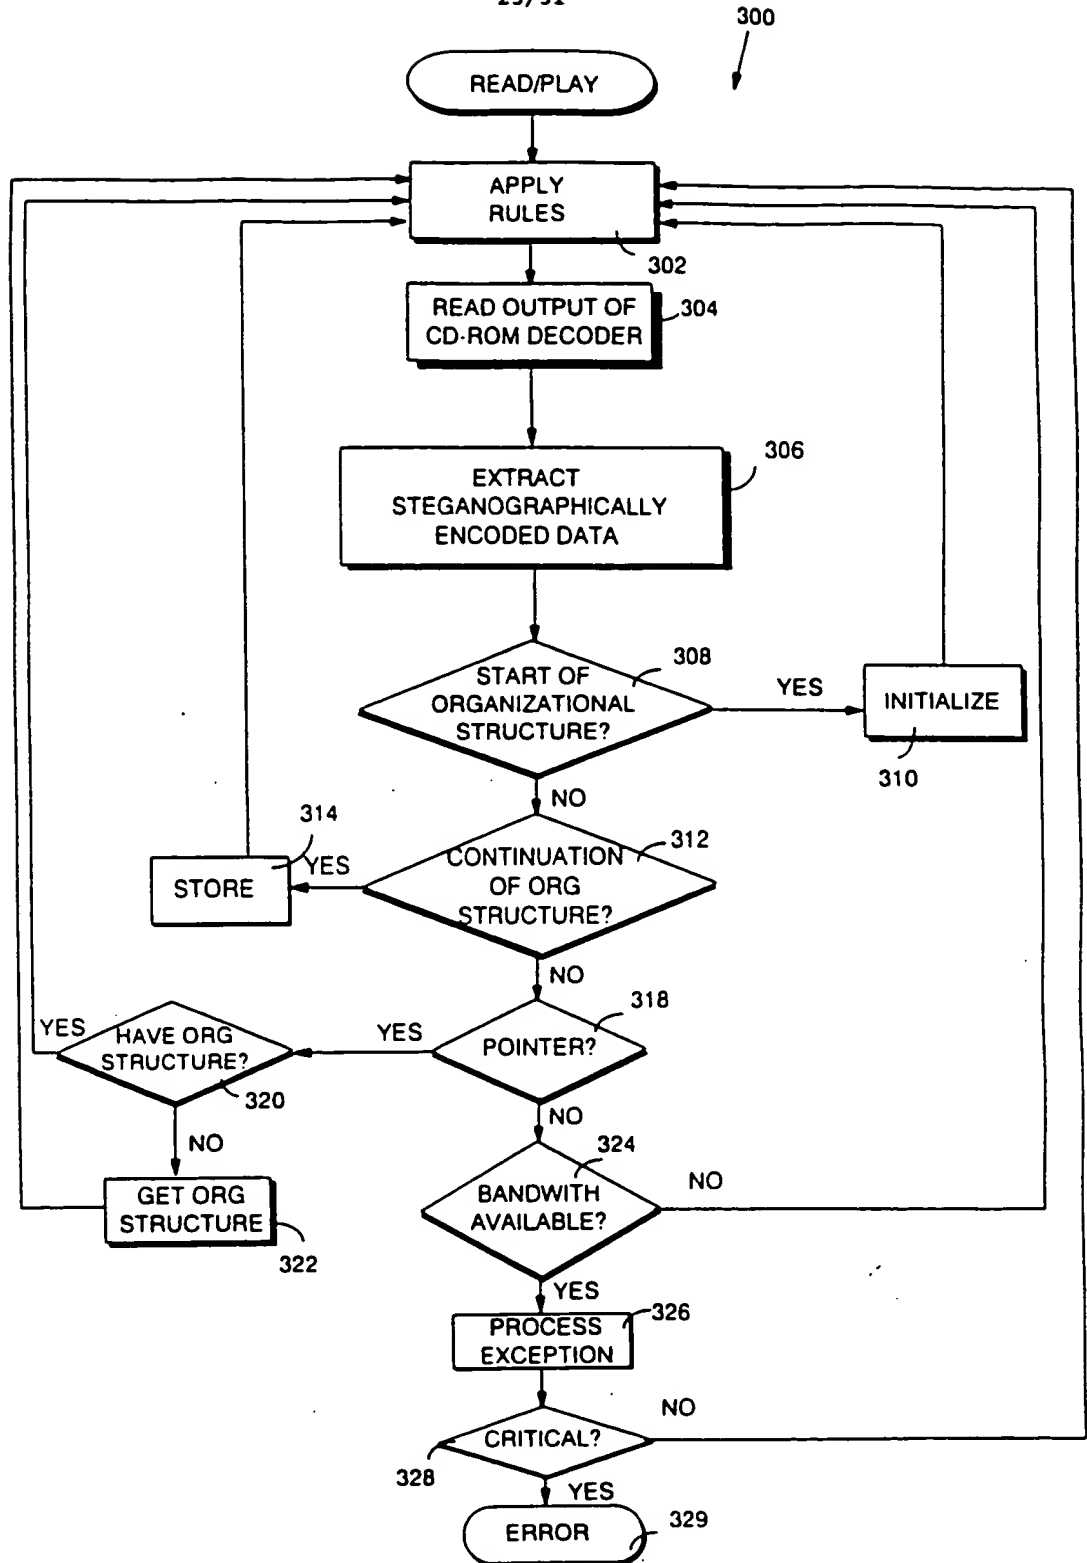 300
READ/PLAY
APPLY
RULES
302
READ OUTPUT OF
CD-ROM DECODER
304
EXTRACT
STEGANOGRAPHICALLY
ENCODED DATA
306
START OF
ORGANIZATIONAL
STRUCTURE?
308
YES
INITIALIZE
310
NO
CONTINUATION
OF ORG
STRUCTURE?
312
YES
314
STORE
NO
POINTER?
318
YES
HAVE ORG
STRUCTURE?
320
YES
NO
GET ORG
STRUCTURE
322
NO
BANDWITH
AVAILABLE?
324
NO
YES
PROCESS
EXCEPTION
326
CRITICAL?
328
NO
YES
ERROR
329